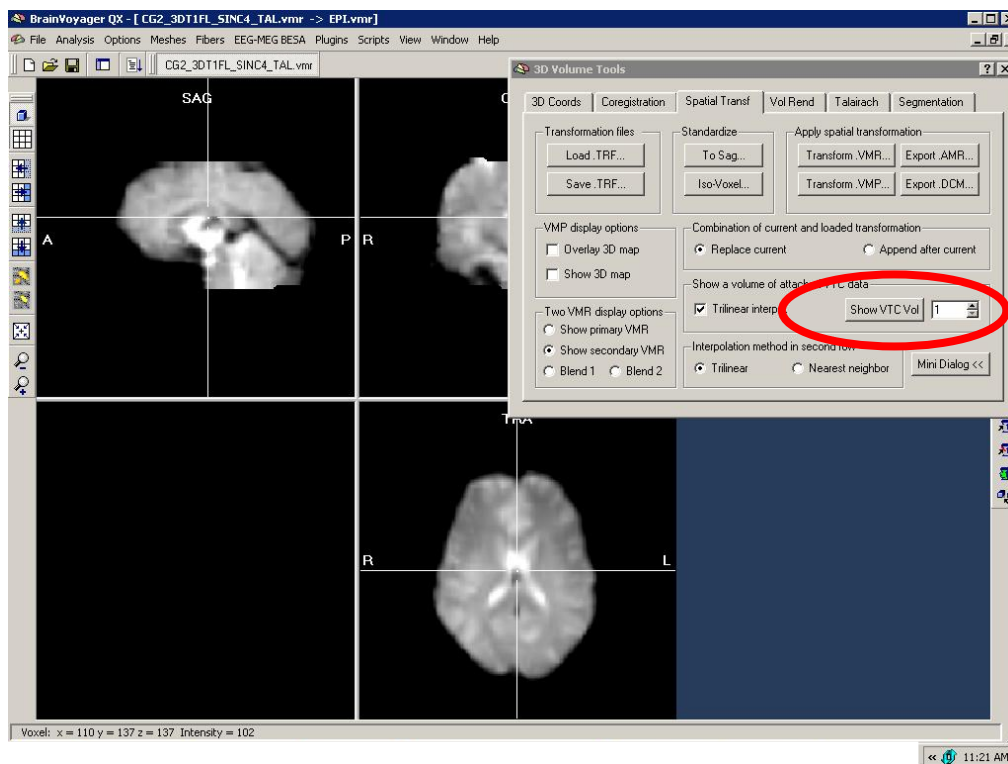 BrainVoyager QX - [ CG2_3DT1FL_SINC4_TAL.vmr -> EPI.vmr]
File Analysis Options Meshes Fibers EEG-MEG BESA Plugins Scripts View Window Help
CG2_3DT1FL_SINC4_TAL.vmr
3D Volume Tools
3D Coords Coregistration Spatial Transf Vol Rend Talairach Segmentation
Transformation files Standardize Apply spatial transformation
Load .TRF... To Sag... Transform .VMR... Export .AMR...
Save .TRF... Iso-Voxel... Transform .VMP... Export .DCM...
VMP display options Combination of current and loaded transformation
Overlay 3D map Replace current Append after current
Show 3D map
Show a volume of VTC data
Trilinear Show VTC Vol 1
Two VMR display options
Show primary VMR
Show secondary VMR Interpolation method in second row
Blend 1 Blend 2 Trilinear Nearest neighbor Mini Dialog <<
SAG
A P R
TRA
R L
Voxel: x = 110 y = 137 z = 137 Intensity = 102
« 11:21 AM